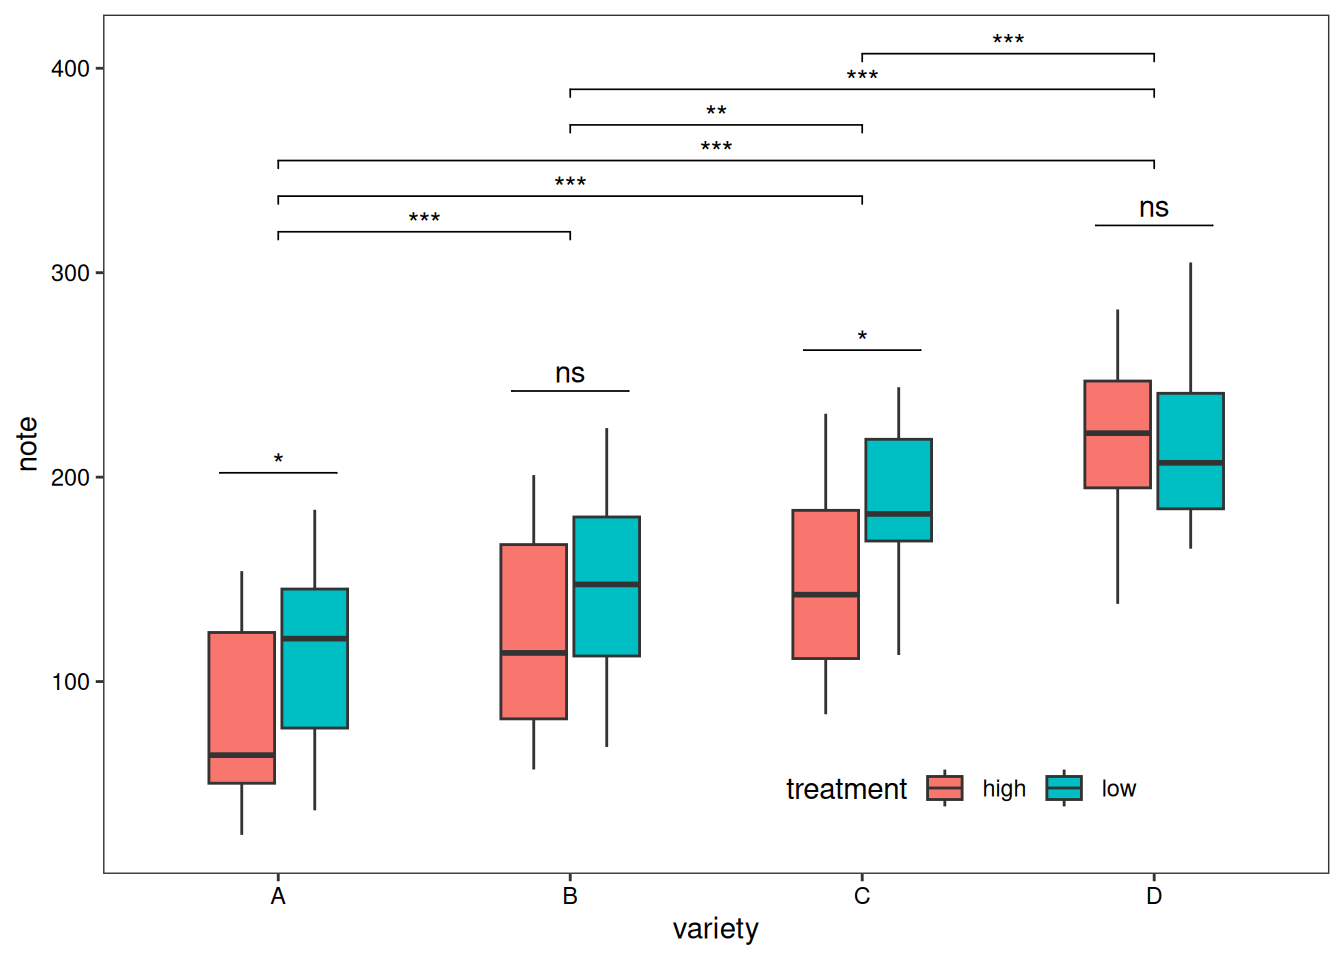 ***
400
***
**
***
***
ns
***
300
*
ns
*
note
200
100
treatment high low
A B C D
variety